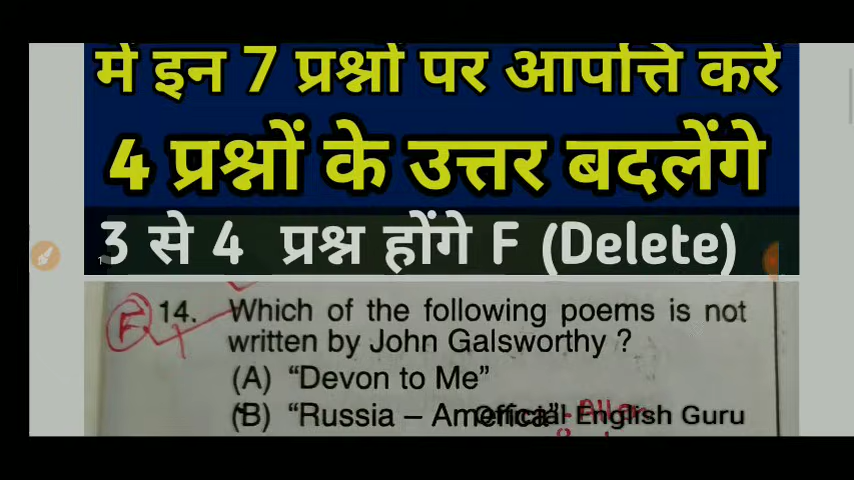 में इन 7 प्रश्नों पर आपत्ति करें
4 प्रश्नों के उत्तर बदलेंगे
3 से 4 प्रश्न होंगे F (Delete)
F 14. Which of the following poems is not
written by John Galsworthy ?
(A) “Devon to Me”
(B) “Russia – America”
Official English Guru